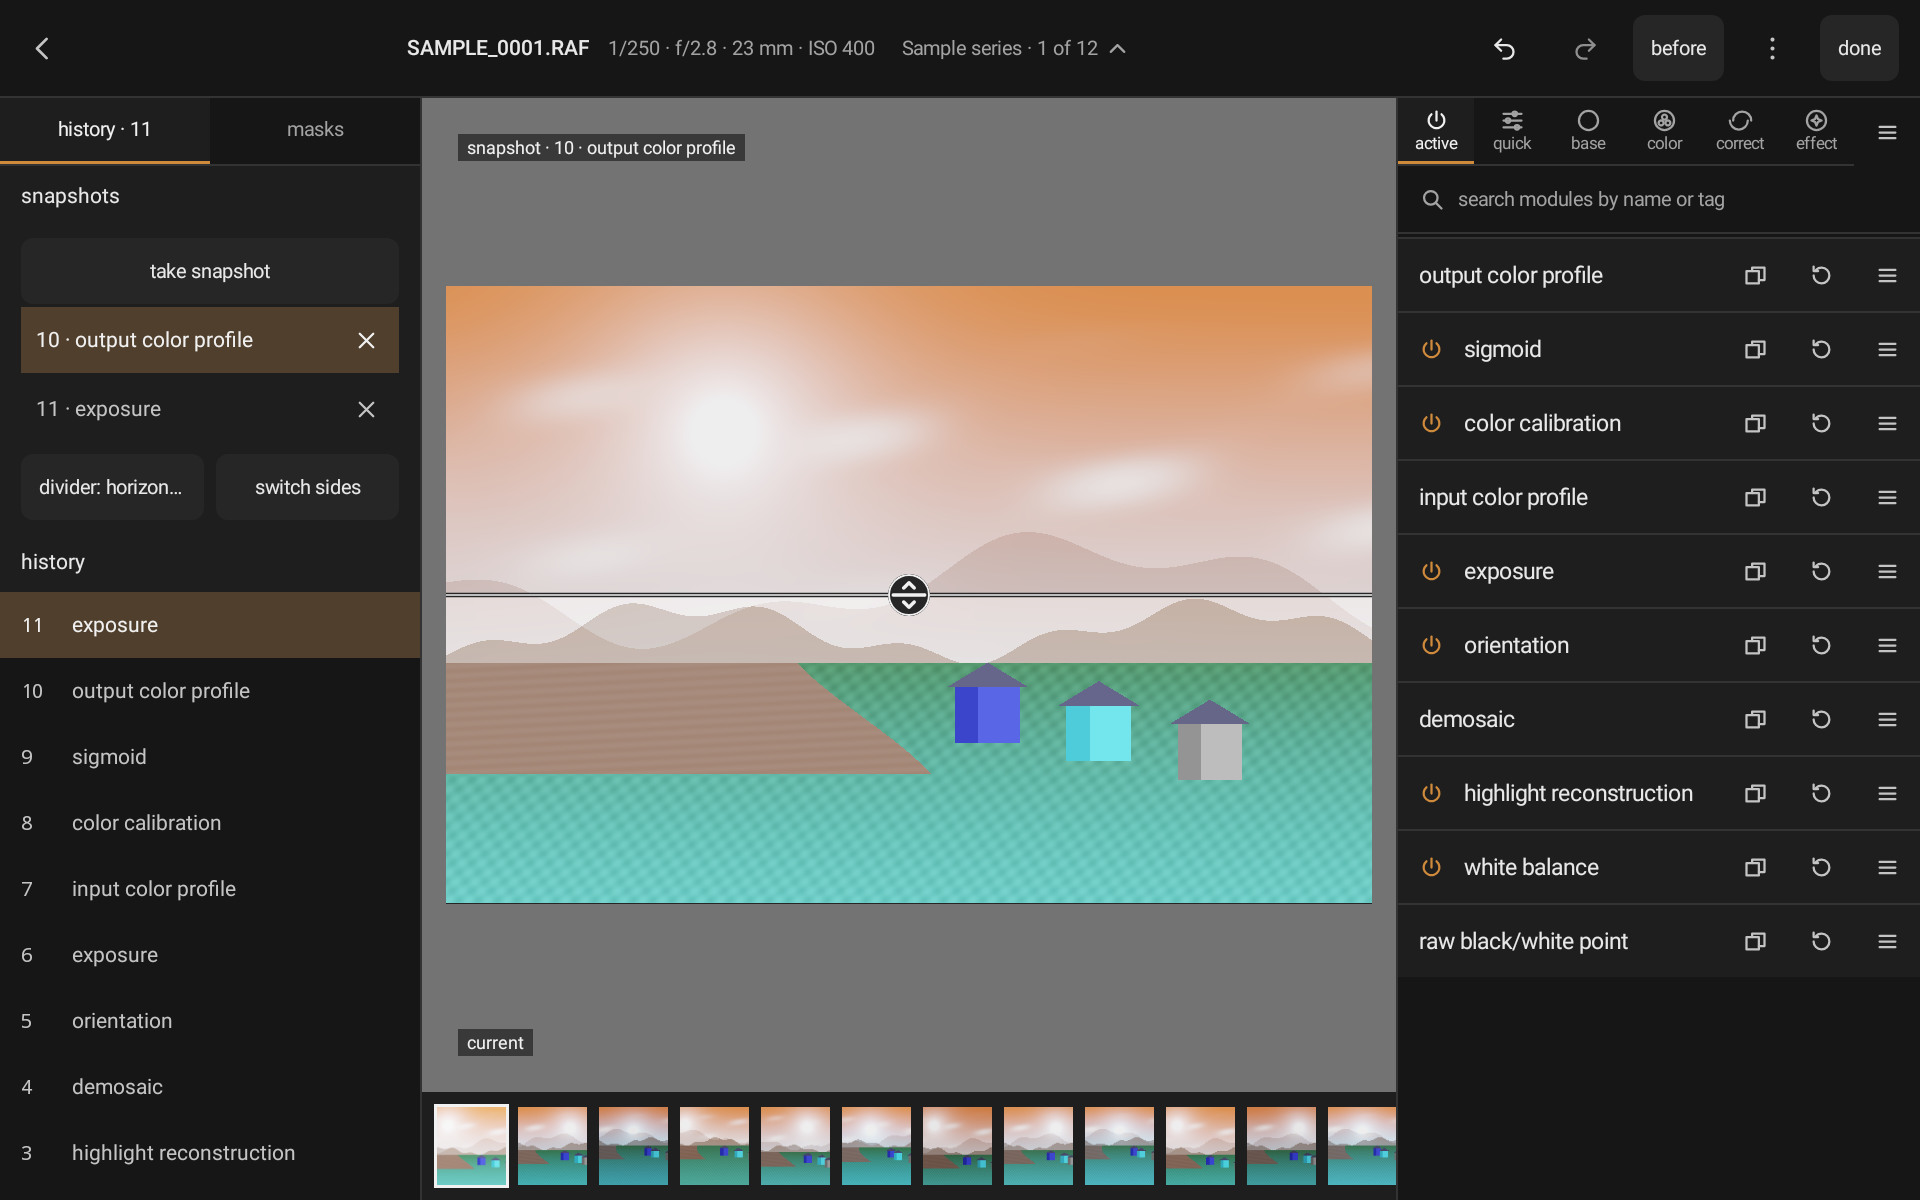 SAMPLE_0001.RAF 1/250 · f/2.8 · 23 mm · ISO 400 Sample series · 1 of 12
before
done
history · 11
masks
snapshots
take snapshot
10 · output color profile
11 · exposure
divider: horizon...
switch sides
history
11 exposure
10 output color profile
9 sigmoid
8 color calibration
7 input color profile
6 exposure
5 orientation
4 demosaic
3 highlight reconstruction
snapshot · 10 · output color profile
current
active
quick
base
color
correct
effect
search modules by name or tag
output color profile
sigmoid
color calibration
input color profile
exposure
orientation
demosaic
highlight reconstruction
white balance
raw black/white point